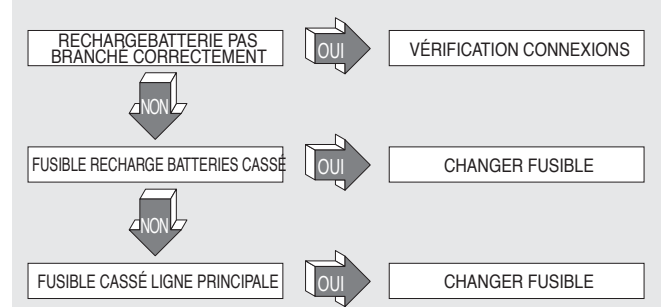 RECHARGEBATTERIE PAS
BRANCHÉ CORRECTEMENT
OUI
VÉRIFICATION CONNEXIONS
NON
FUSIBLE RECHARGE BATTERIES CASSÉ
OUI
CHANGER FUSIBLE
NON
FUSIBLE CASSÉ LIGNE PRINCIPALE
OUI
CHANGER FUSIBLE